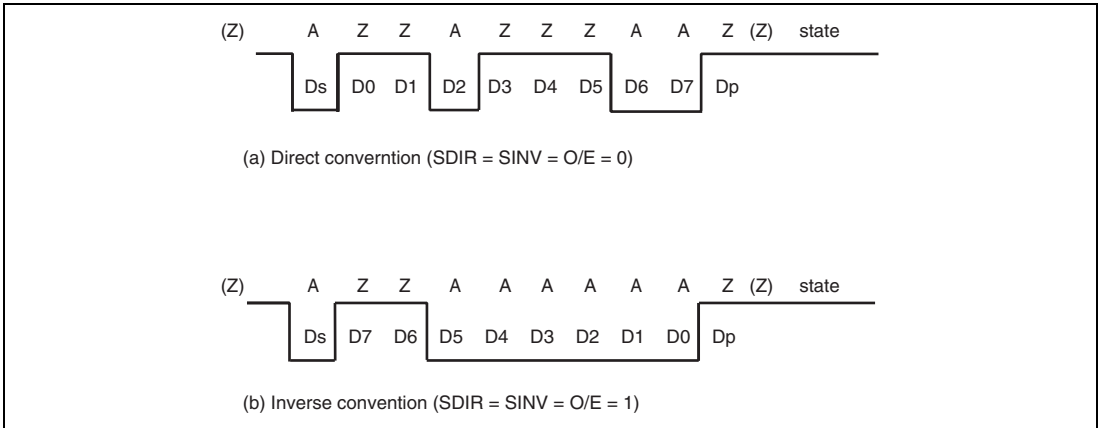 (Z) A Z Z A Z Z Z A A Z (Z) state
Ds D0 D1 D2 D3 D4 D5 D6 D7 Dp
(a) Direct converntion (SDIR = SINV = O/E = 0)
(Z) A Z Z A A A A A A Z (Z) state
Ds D7 D6 D5 D4 D3 D2 D1 D0 Dp
(b) Inverse convention (SDIR = SINV = O/E = 1)